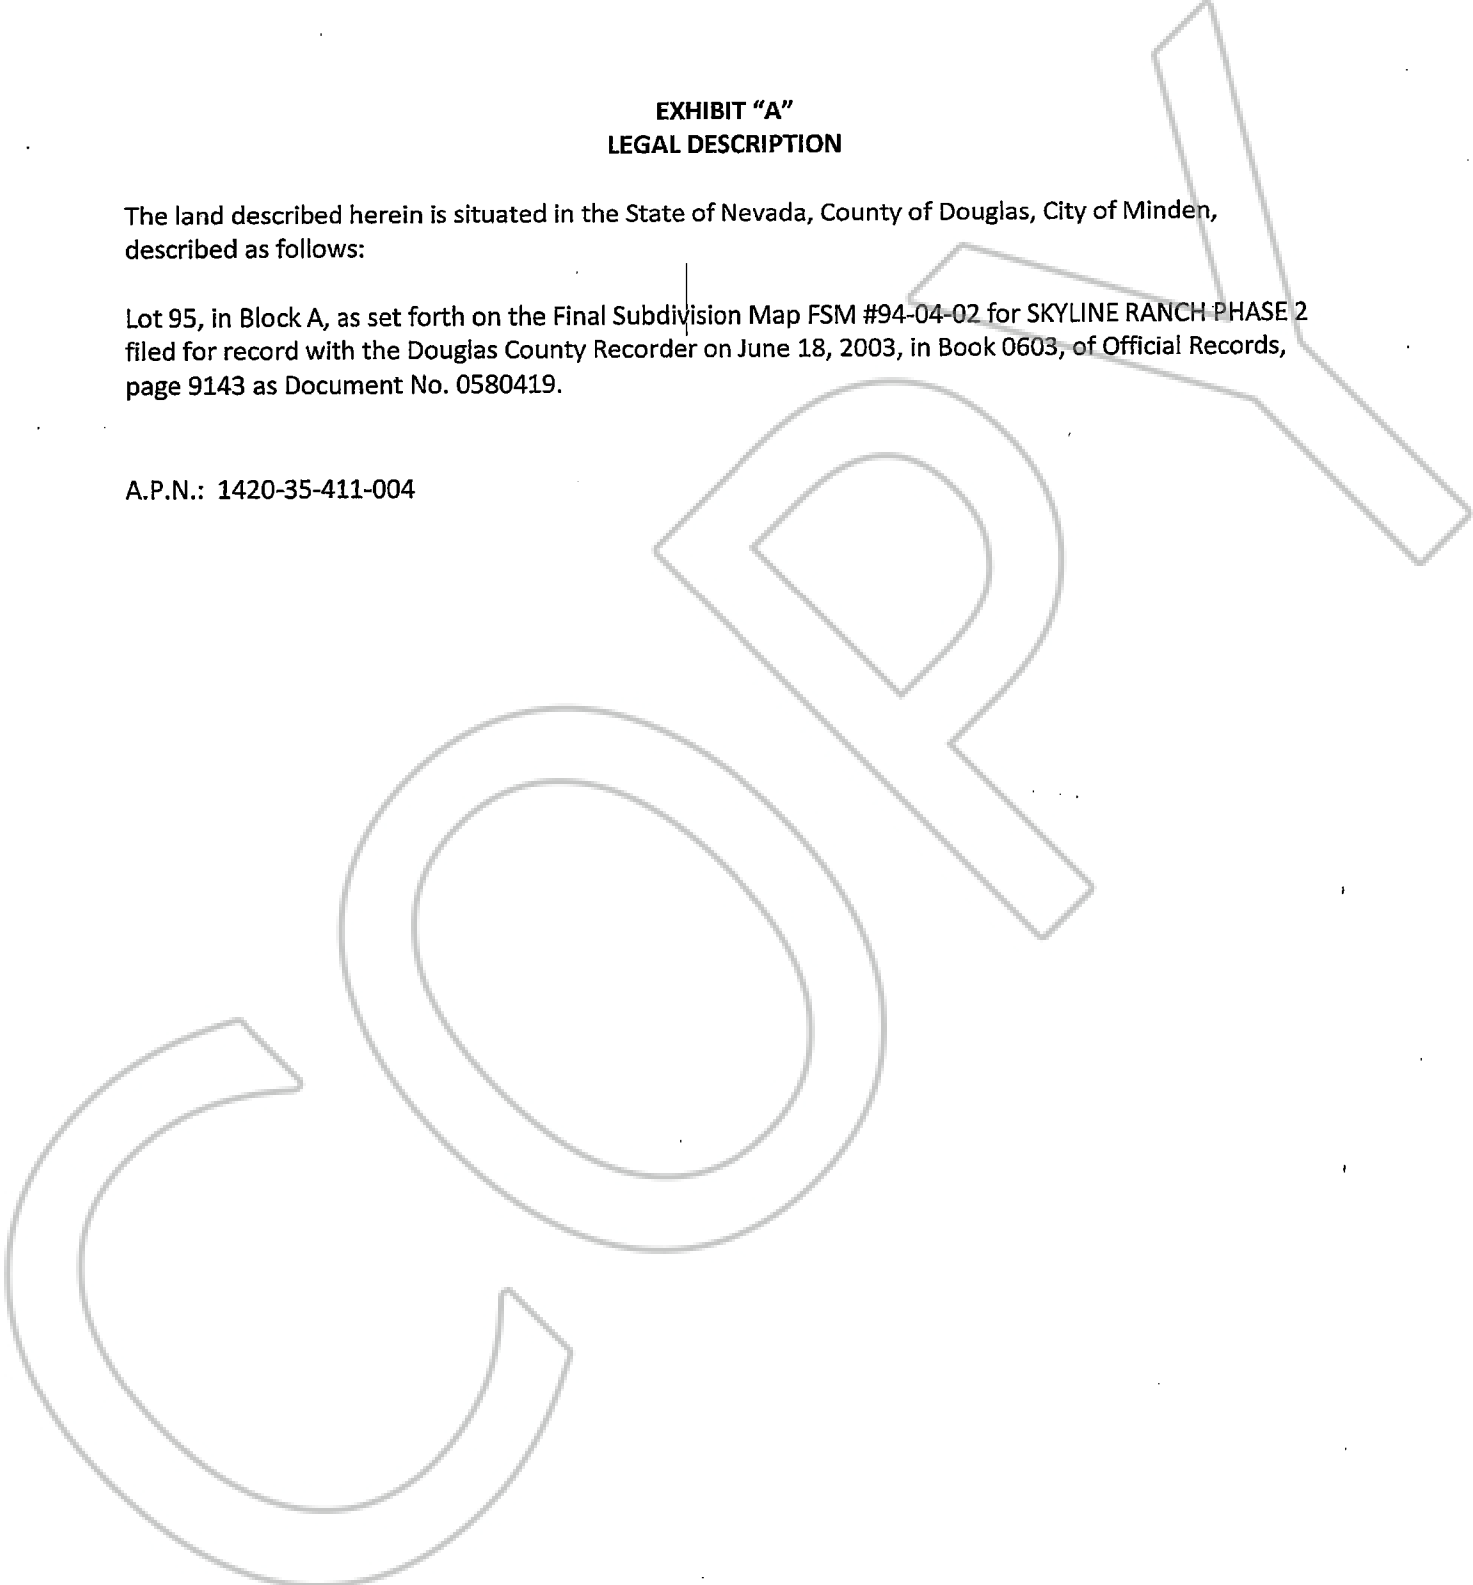 EXHIBIT “A”
LEGAL DESCRIPTION
The land described herein is situated in the State of Nevada, County of Douglas, City of Minden,
described as follows:
Lot 95, in Block A, as set forth on the Final Subdivision Map FSM #94-04-02 for SKYLINE RANCH PHASE 2
filed for record with the Douglas County Recorder on June 18, 2003, in Book 0603, of Official Records,
page 9143 as Document No. 0580419.
A.P.N.: 1420-35-411-004
COPY